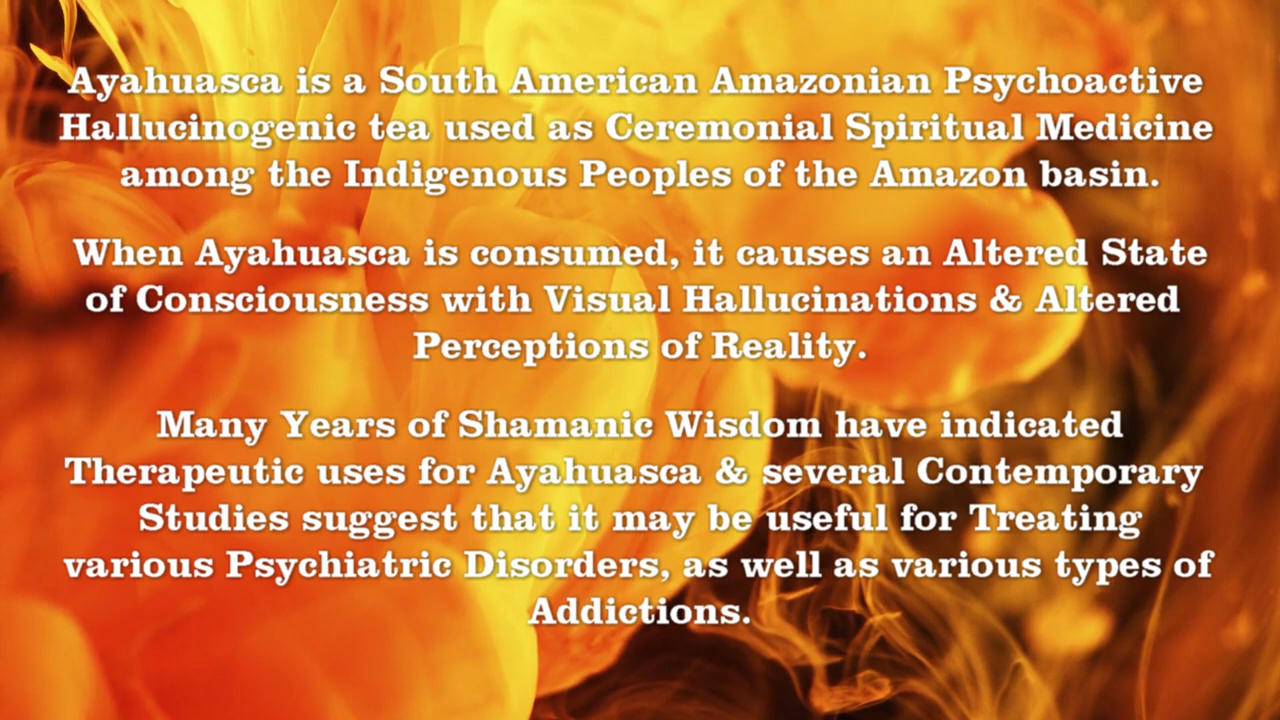 Ayahuasca is a South American Amazonian Psychoactive
Hallucinogenic tea used as Ceremonial Spiritual Medicine
among the Indigenous Peoples of the Amazon basin.
When Ayahuasca is consumed, it causes an Altered State
of Consciousness with Visual Hallucinations & Altered
Perceptions of Reality.
Many Years of Shamanic Wisdom have indicated
Therapeutic uses for Ayahuasca & several Contemporary
Studies suggest that it may be useful for Treating
various Psychiatric Disorders, as well as various types of
Addictions.